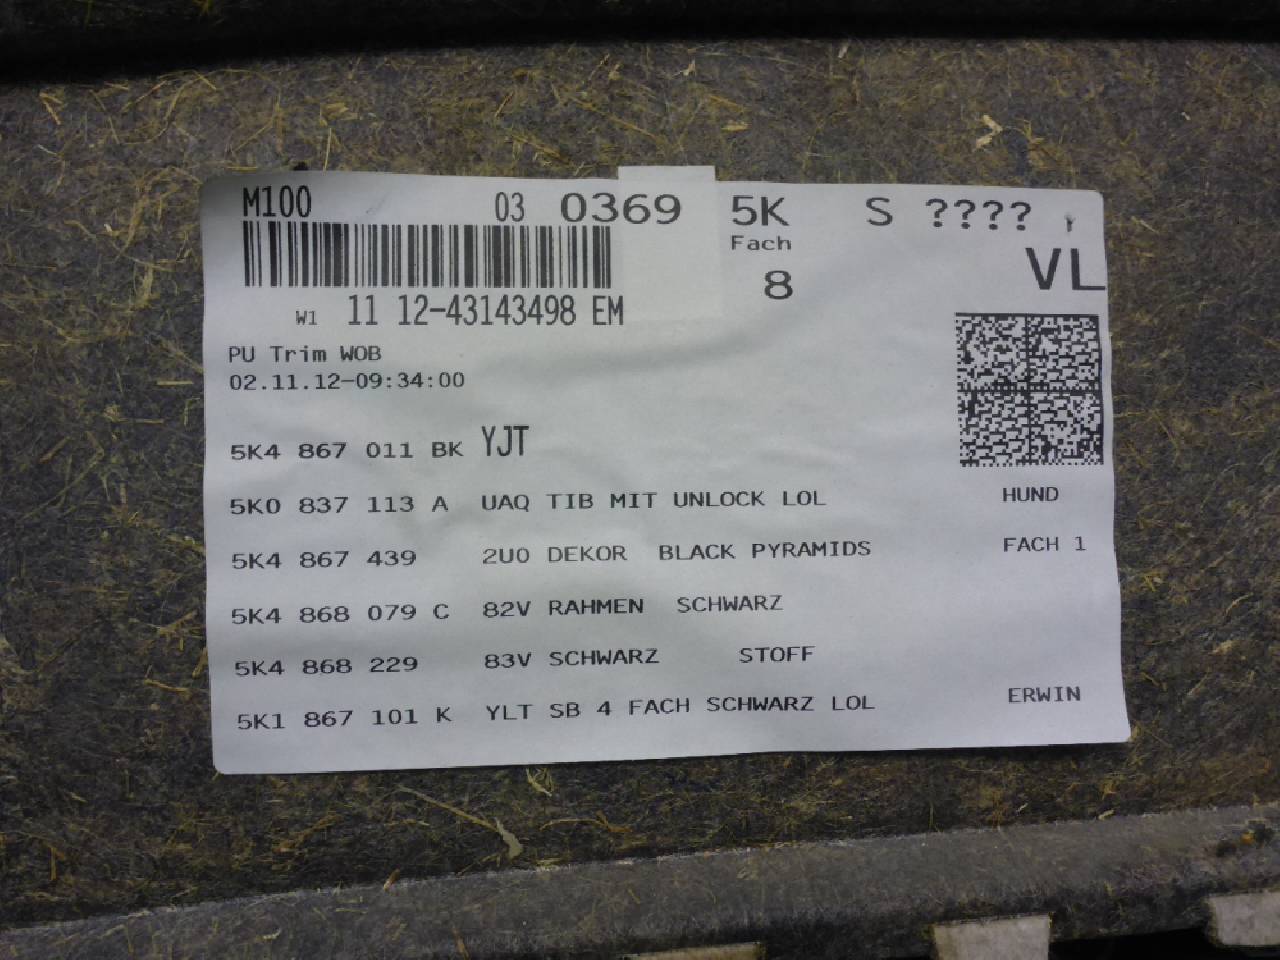 M100 03 0369 5K S ????
Fach
8 VL
W1 11 12-43143498 EM
PU Trim WOB
02.11.12-09:34:00
5K4 867 011 BK YJT
5K0 837 113 A UAQ TIB MIT UNLOCK LOL HUND
5K4 867 439 2U0 DEKOR BLACK PYRAMIDS FACH 1
5K4 868 079 C 82V RAHMEN SCHWARZ
5K4 868 229 83V SCHWARZ STOFF
5K1 867 101 K YLT SB 4 FACH SCHWARZ LOL ERWIN